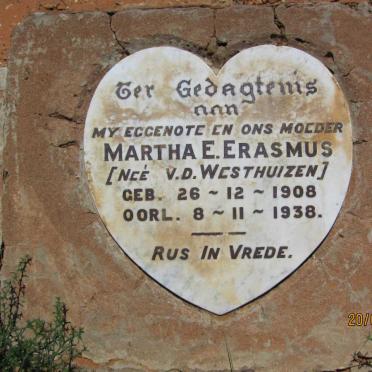 Ter Gedagtenis
aan
MY EGGENOTE EN ONS MOEDER
MARTHA E. ERASMUS
[NEÉ V.D. WESTHUIZEN]
GEB. 26 ~ 12 ~ 1908
OORL. 8 ~ 11 ~ 1938.
RUS IN VREDE.